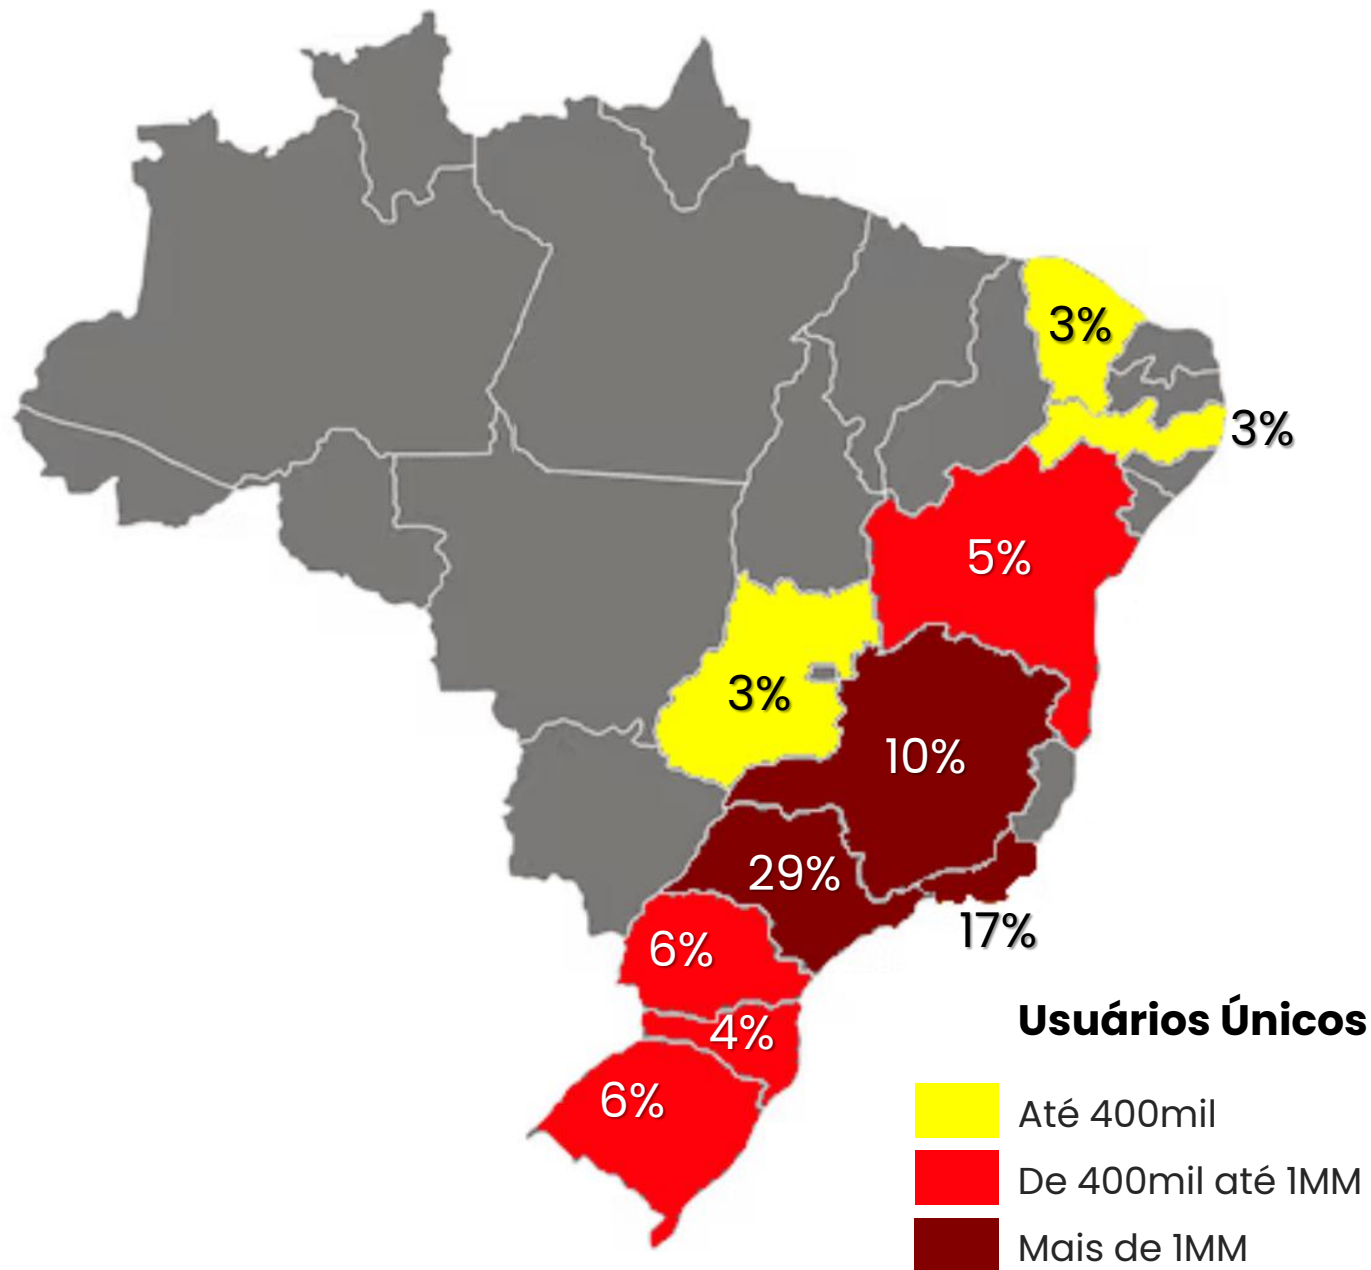 3%
3%
5%
3%
10%
29%
17%
6%
4%
6%
Usuários Únicos
Até 400mil
De 400mil até 1MM
Mais de 1MM